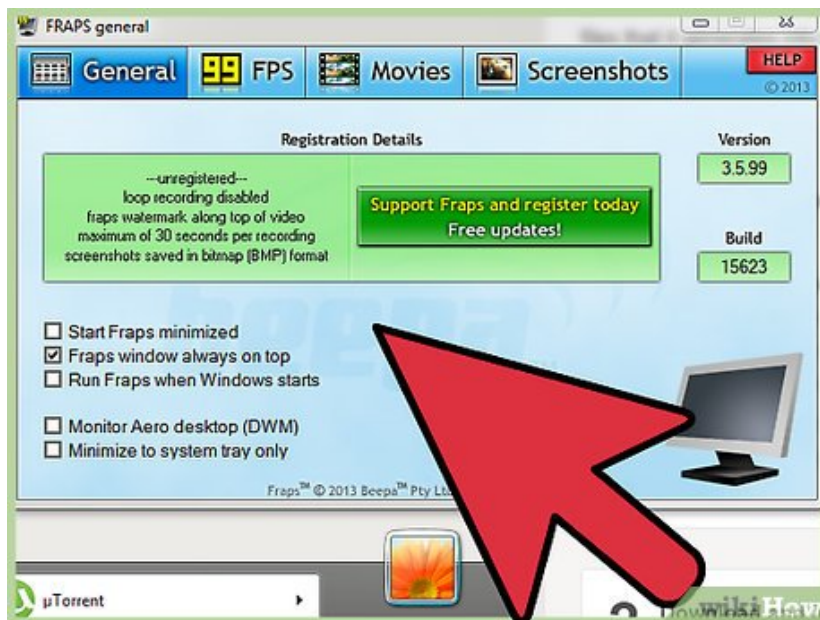 FRAPS general
General
99 FPS
Movies
Screenshots
HELP
© 2013
Registration Details
---unregistered---
loop recording disabled
fraps watermark along top of video
maximum of 30 seconds per recording
screenshots saved in bitmap (BMP) format
Support Fraps and register today
Free updates!
Version
3.5.99
Build
15623
beepa
Start Fraps minimized
Fraps window always on top
Run Fraps when Windows starts
Monitor Aero desktop (DWM)
Minimize to system tray only
Fraps™ © 2013 Beepa™ Pty Ltd
µTorrent
Download and
wikiHow